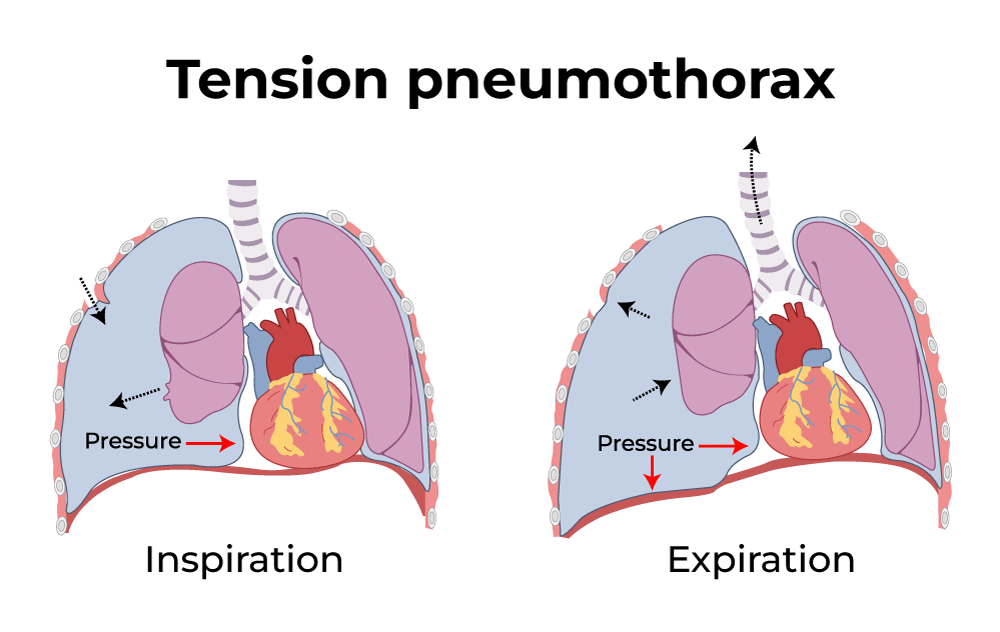 Tension pneumothorax
Pressure
Inspiration
Pressure
Expiration